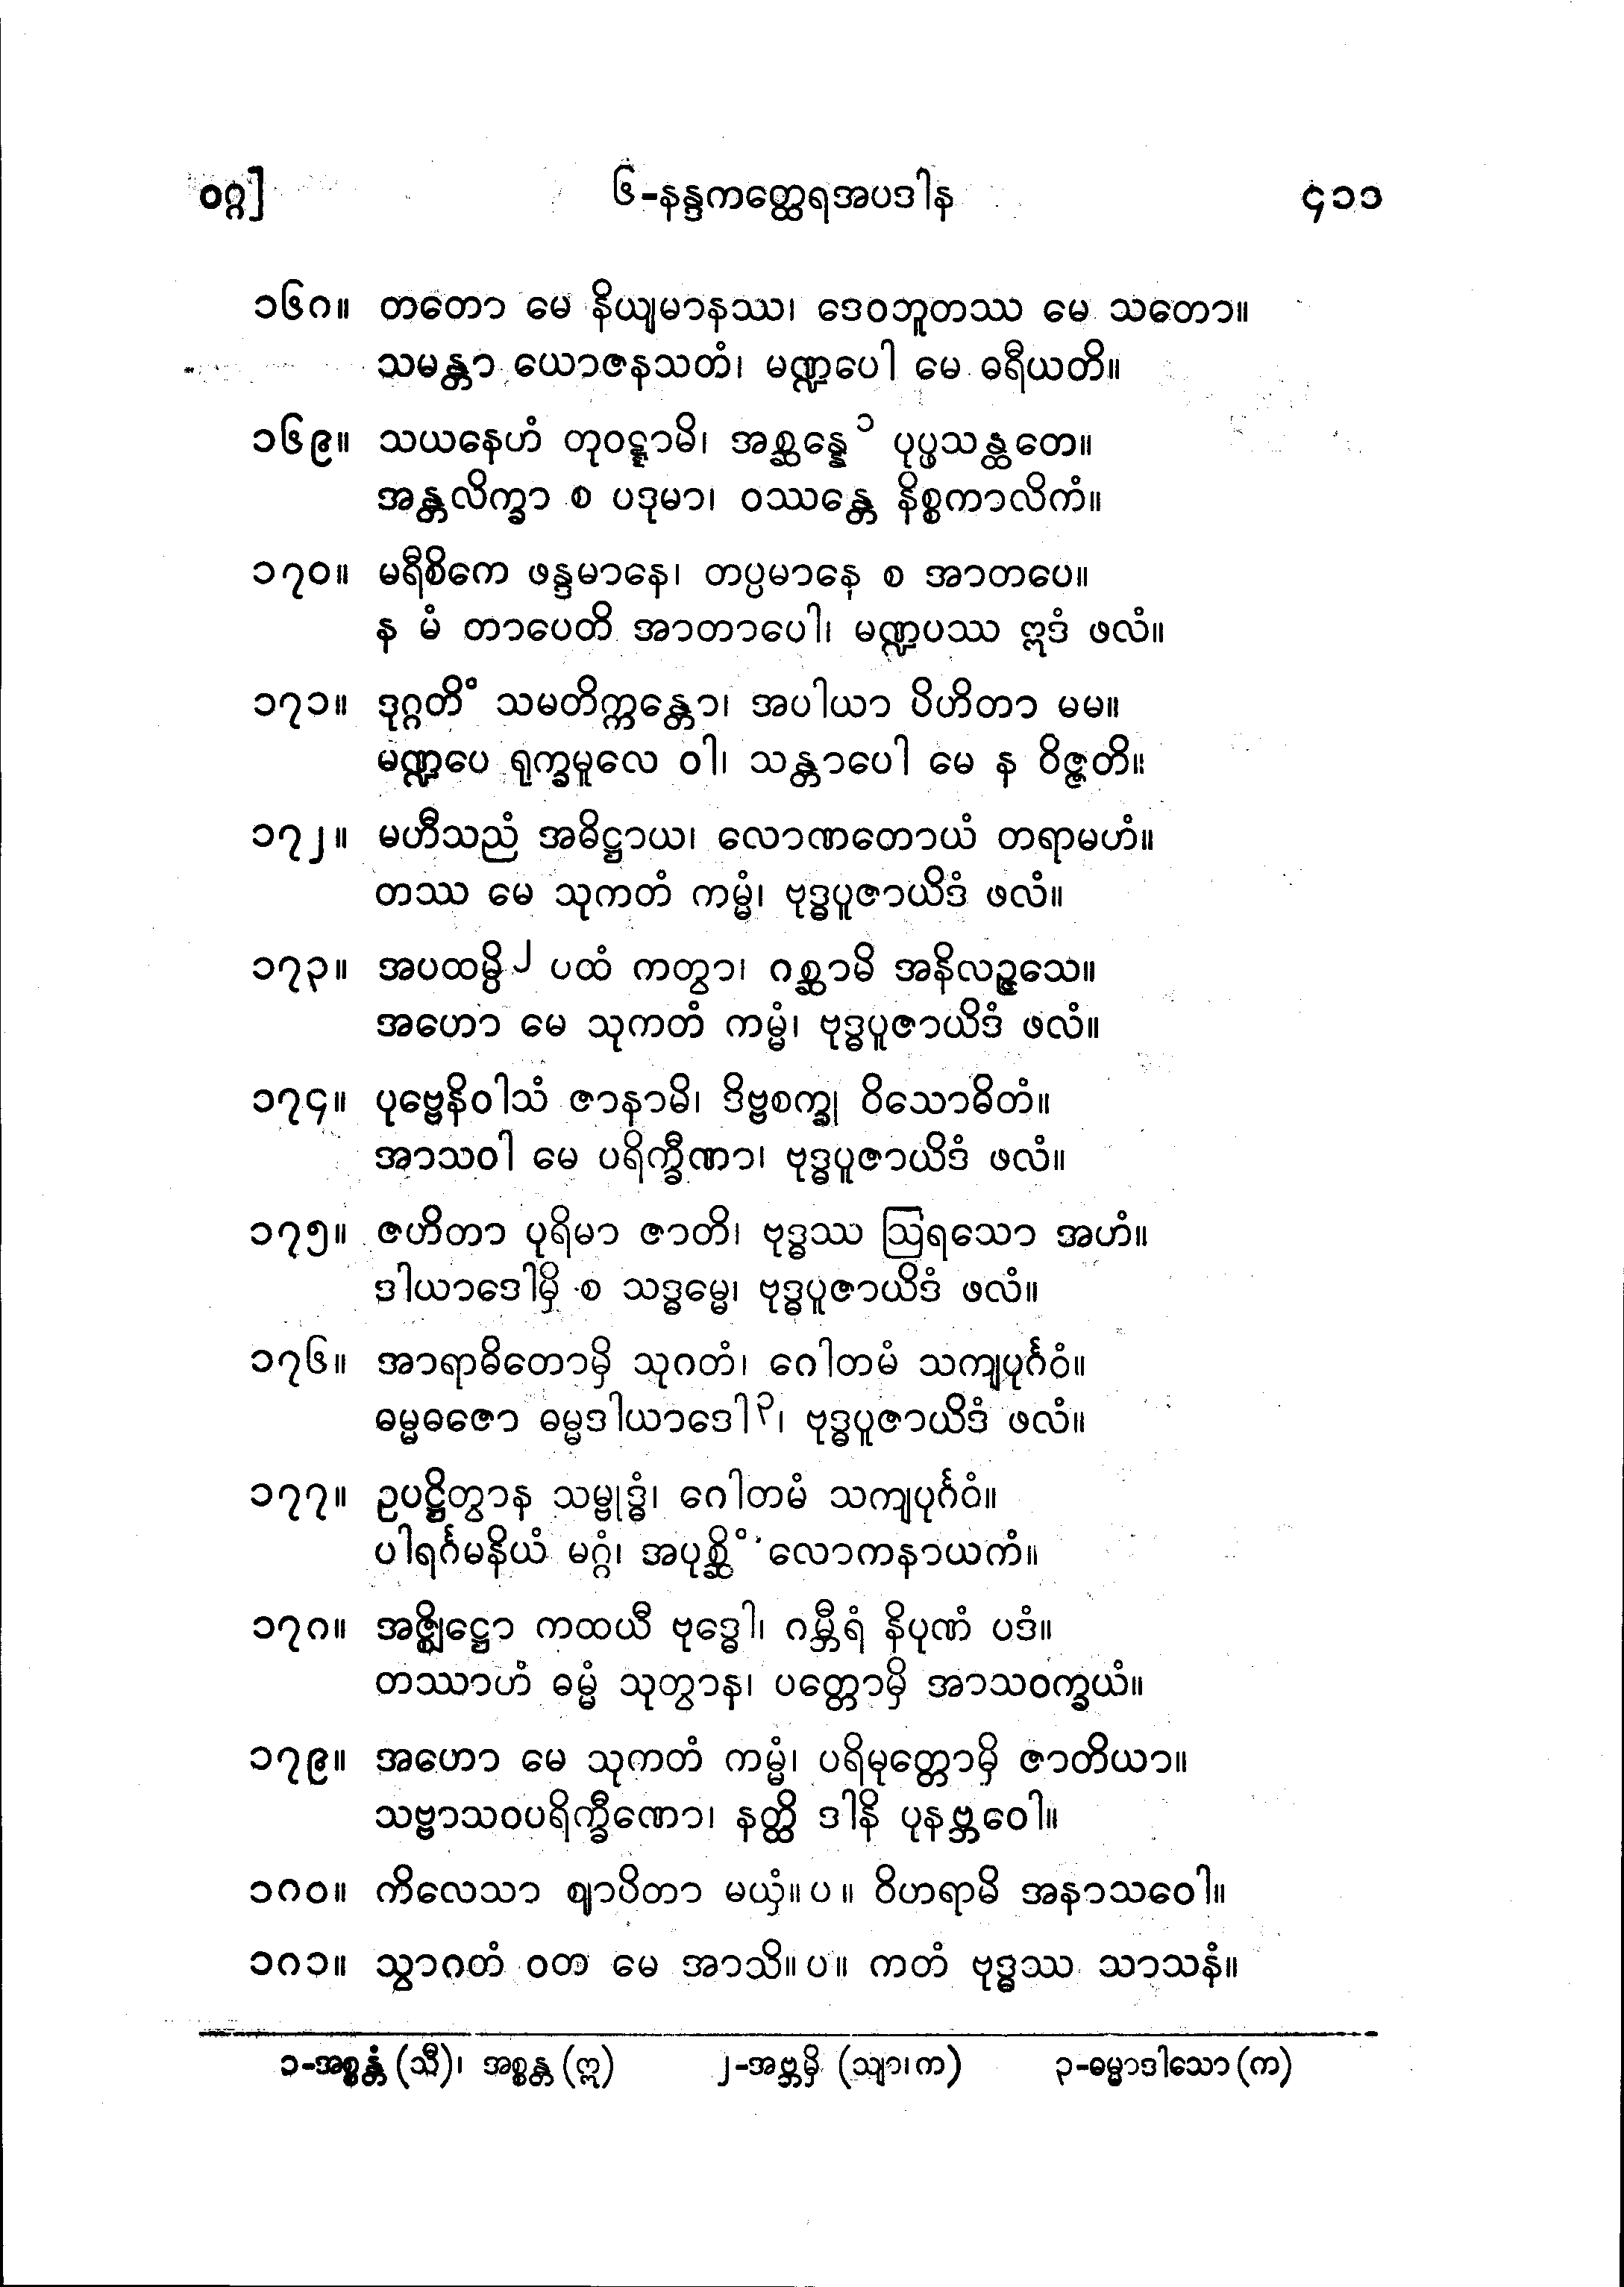 ဝဂ္ဂ]
၆-နန္ဒကတ္ထေရအပဒါန
၄၁၁
၁၆၈။ တတော မေ နိယျမာနဿ၊ ဒေဝဘူတဿ မေ သတော။
သမန္တာ ယောဇနသတံ၊ မဏ္ဍပေါ မေ ဓရီယတိ။
၁၆၉။ သယနေဟံ တုဝဋ္ဋာမိ၊ အစ္ဆန္နေ ၁ ပုပ္ဖသန္ထတေ။
အန္တလိက္ခာ စ ပဒုမာ၊ ဝဿန္တေ နိစ္စကာလိကံ။
၁၇၀။ မရီစိကေ ဖန္ဒမာနေ၊ တပ္ပမာနေ စ အာတပေ။
န မံ တာပေတိ အာတာပေါ၊ မဏ္ဍပဿ ဣဒံ ဖလံ။
၁၇၁။ ဒုဂ္ဂတိံ သမတိက္ကန္တော၊ အပါယာ ပိဟိတာ မမ။
မဏ္ဍပေ ရုက္ခမူလေ ဝါ၊ သန္တာပေါ မေ န ဝိဇ္ဇတိ။
၁၇၂။ မဟီသညံ အဓိဋ္ဌာယ၊ လောဏတောယံ တရာမဟံ။
တဿ မေ သုကတံ ကမ္မံ၊ ဗုဒ္ဓပူဇာယိဒံ ဖလံ။
၁၇၃။ အပထမ္ပိ ၂ ပထံ ကတွာ၊ ဂစ္ဆာမိ အနိလဉ္ဇသေ။
အဟော မေ သုကတံ ကမ္မံ၊ ဗုဒ္ဓပူဇာယိဒံ ဖလံ။
၁၇၄။ ပုဗ္ဗေနိဝါသံ ဇာနာမိ၊ ဒိဗ္ဗစက္ခု ဝိသောဓိတံ။
အာသဝါ မေ ပရိက္ခီဏာ၊ ဗုဒ္ဓပူဇာယိဒံ ဖလံ။
၁၇၅။ ဇဟိတာ ပုရိမာ ဇာတိ၊ ဗုဒ္ဓဿ ဩရသော အဟံ။
ဒါယာဒေါမှိ စ သဒ္ဓမ္မေ၊ ဗုဒ္ဓပူဇာယိဒံ ဖလံ။
၁၇၆။ အာရာဓိတောမှိ သုဂတံ၊ ဂေါတမံ သကျပုင်္ဂဝံ။
ဓမ္မဓဇော ဓမ္မဒါယာဒေါ ၃၊ ဗုဒ္ဓပူဇာယိဒံ ဖလံ။
၁၇၇။ ဥပဋ္ဌိတွာန သမ္ဗုဒ္ဓံ၊ ဂေါတမံ သကျပုင်္ဂဝံ။
ပါရင်္ဂမနိယံ မဂ္ဂံ၊ အပုစ္ဆိံ လောကနာယကံ။
၁၇၈။ အဇ္ဈိဋ္ဌော ကထယီ ဗုဒ္ဓေါ၊ ဂမ္ဘီရံ နိပုဏံ ပဒံ။
တဿာဟံ ဓမ္မံ သုတွာန၊ ပတ္တောမှိ အာသဝက္ခယံ။
၁၇၉။ အဟော မေ သုကတံ ကမ္မံ၊ ပရိမုတ္တောမှိ ဇာတိယာ။
သဗ္ဗာသဝပရိက္ခီဏော၊ နတ္ထိ ဒါနိ ပုနဗ္ဘဝေါ။
၁၈၀။ ကိလေသာ ဈာပိတာ မယှံ။ ပ ။ ဝိဟရာမိ အနာသဝေါ။
၁၈၁။ သွာဂတံ ဝတ မေ အာသိ။ ပ။ ကတံ ဗုဒ္ဓဿ သာသနံ။
၁-အစ္စန္တံ (သီ)၊ အစ္စန္တ (ဣ) ၂-အဗ္ဘမှိ (သျာ၊ က) ၃-ဓမ္မာဒါသော (က)